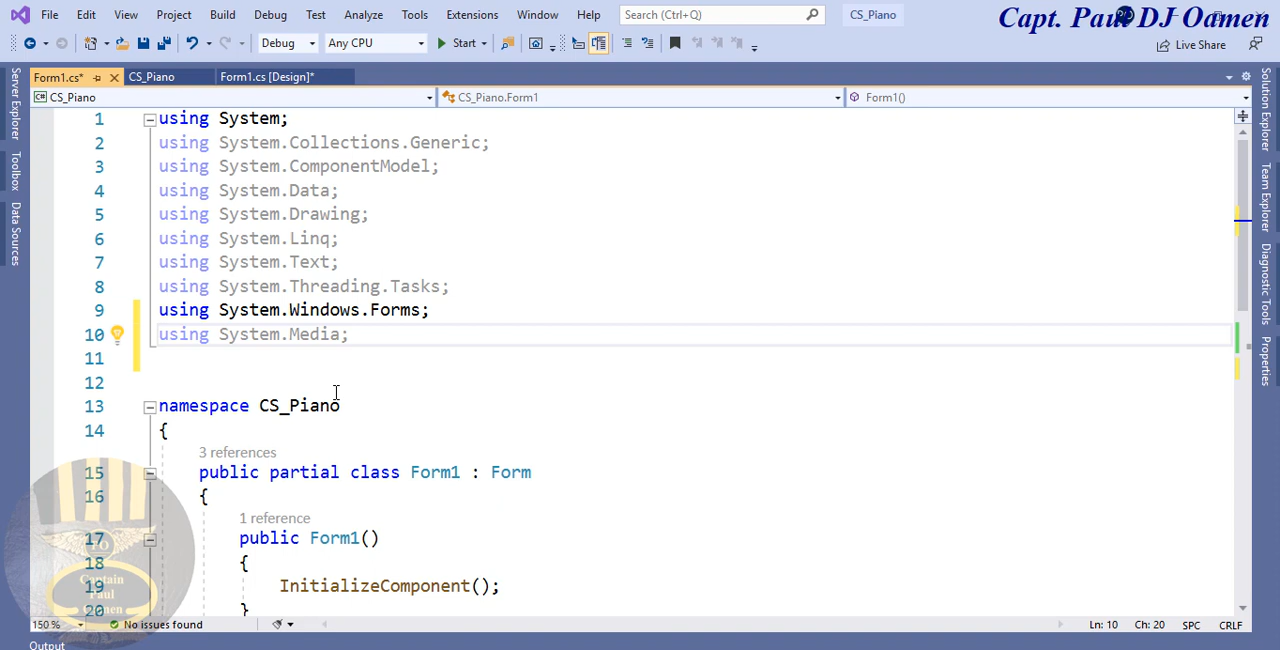 File Edit View Project Build Debug Test Analyze Tools Extensions Window Help Search (Ctrl+Q) CS_Piano
Capt. Paul DJ Oamen
Debug Any CPU Start Live Share
Form1.cs* CS_Piano Form1.cs [Design]*
CS_Piano CS_Piano.Form1 Form1()
Server Explorer
Toolbox
Data Sources
Solution Explorer
Team Explorer
Diagnostic Tools
Properties
1 using System;
2 using System.Collections.Generic;
3 using System.ComponentModel;
4 using System.Data;
5 using System.Drawing;
6 using System.Linq;
7 using System.Text;
8 using System.Threading.Tasks;
9 using System.Windows.Forms;
10 using System.Media;
11
12
13 namespace CS_Piano
14 {
3 references
15 public partial class Form1 : Form
16 {
1 reference
17 public Form1()
18 {
19 InitializeComponent();
20 }
PO
Captain
Paul
Oamen
150 % No issues found Ln: 10 Ch: 20 SPC CRLF
Output